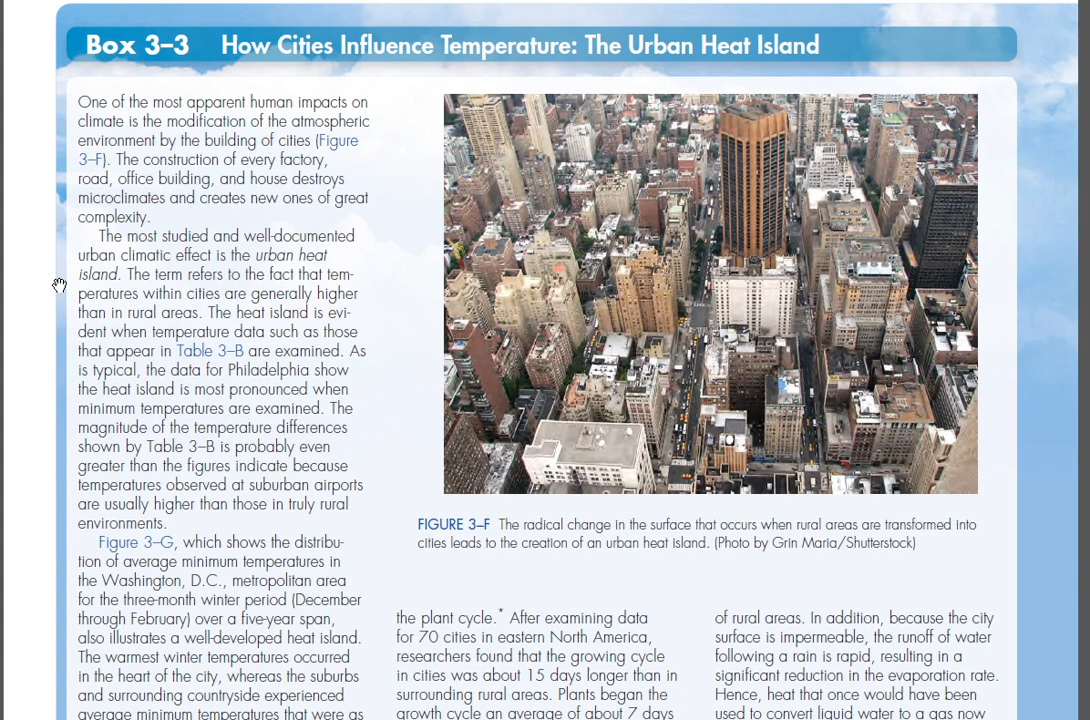 Box 3–3 How Cities Influence Temperature: The Urban Heat Island
One of the most apparent human impacts on
climate is the modification of the atmospheric
environment by the building of cities (Figure
3–F). The construction of every factory,
road, office building, and house destroys
microclimates and creates new ones of great
complexity.
The most studied and well-documented
urban climatic effect is the urban heat
island. The term refers to the fact that tem-
peratures within cities are generally higher
than in rural areas. The heat island is evi-
dent when temperature data such as those
that appear in Table 3–B are examined. As
is typical, the data for Philadelphia show
the heat island is most pronounced when
minimum temperatures are examined. The
magnitude of the temperature differences
shown by Table 3–B is probably even
greater than the figures indicate because
temperatures observed at suburban airports
are usually higher than those in truly rural
environments.
Figure 3–G, which shows the distribu-
tion of average minimum temperatures in
the Washington, D.C., metropolitan area
for the three-month winter period (December
through February) over a five-year span,
also illustrates a well-developed heat island.
The warmest winter temperatures occurred
in the heart of the city, whereas the suburbs
and surrounding countryside experienced
average minimum temperatures that were as
FIGURE 3–F The radical change in the surface that occurs when rural areas are transformed into
cities leads to the creation of an urban heat island. (Photo by Grin Maria/Shutterstock)
the plant cycle.* After examining data
for 70 cities in eastern North America,
researchers found that the growing cycle
in cities was about 15 days longer than in
surrounding rural areas. Plants began the
growth cycle an average of about 7 days
of rural areas. In addition, because the city
surface is impermeable, the runoff of water
following a rain is rapid, resulting in a
significant reduction in the evaporation rate.
Hence, heat that once would have been
used to convert liquid water to a gas now